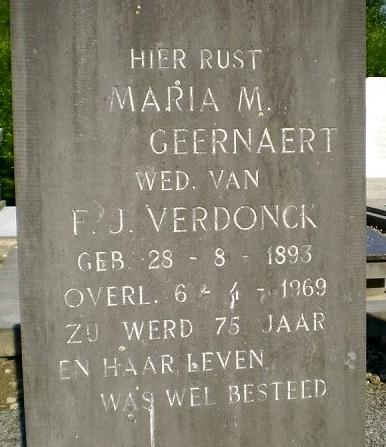 HIER RUST
MARIA M.
GEERNAERT
WED. VAN
F. J. VERDONCK
GEB. 28 - 8 - 1893
OVERL. 6 - 4 - 1969
ZIJ WERD 75 JAAR
EN HAAR LEVEN
WAS WEL BESTEED